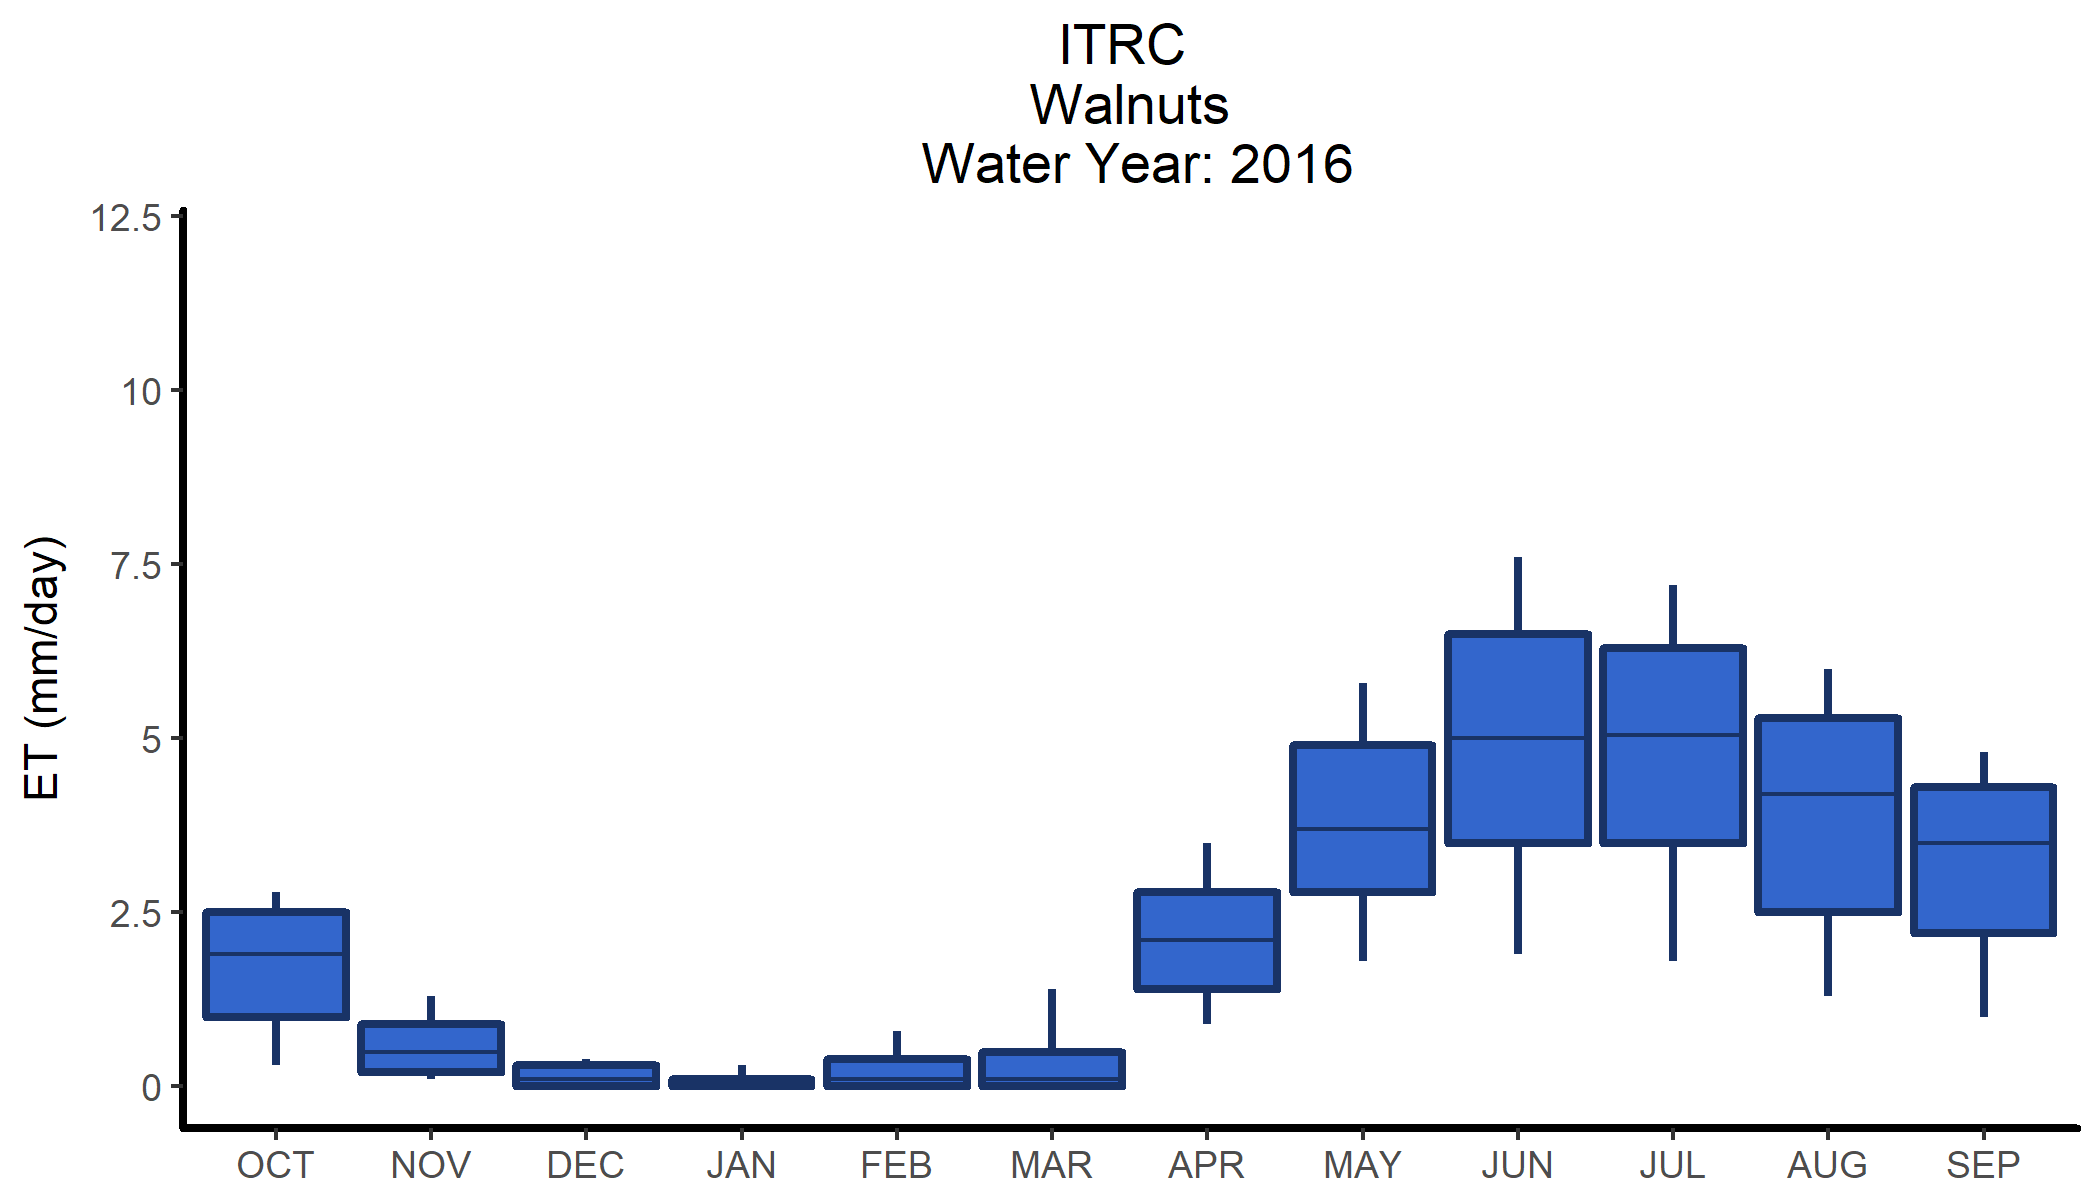 ITRC
Walnuts
Water Year: 2016
ET (mm/day)
12.5
10
7.5
5
2.5
0
OCT NOV DEC JAN FEB MAR APR MAY JUN JUL AUG SEP